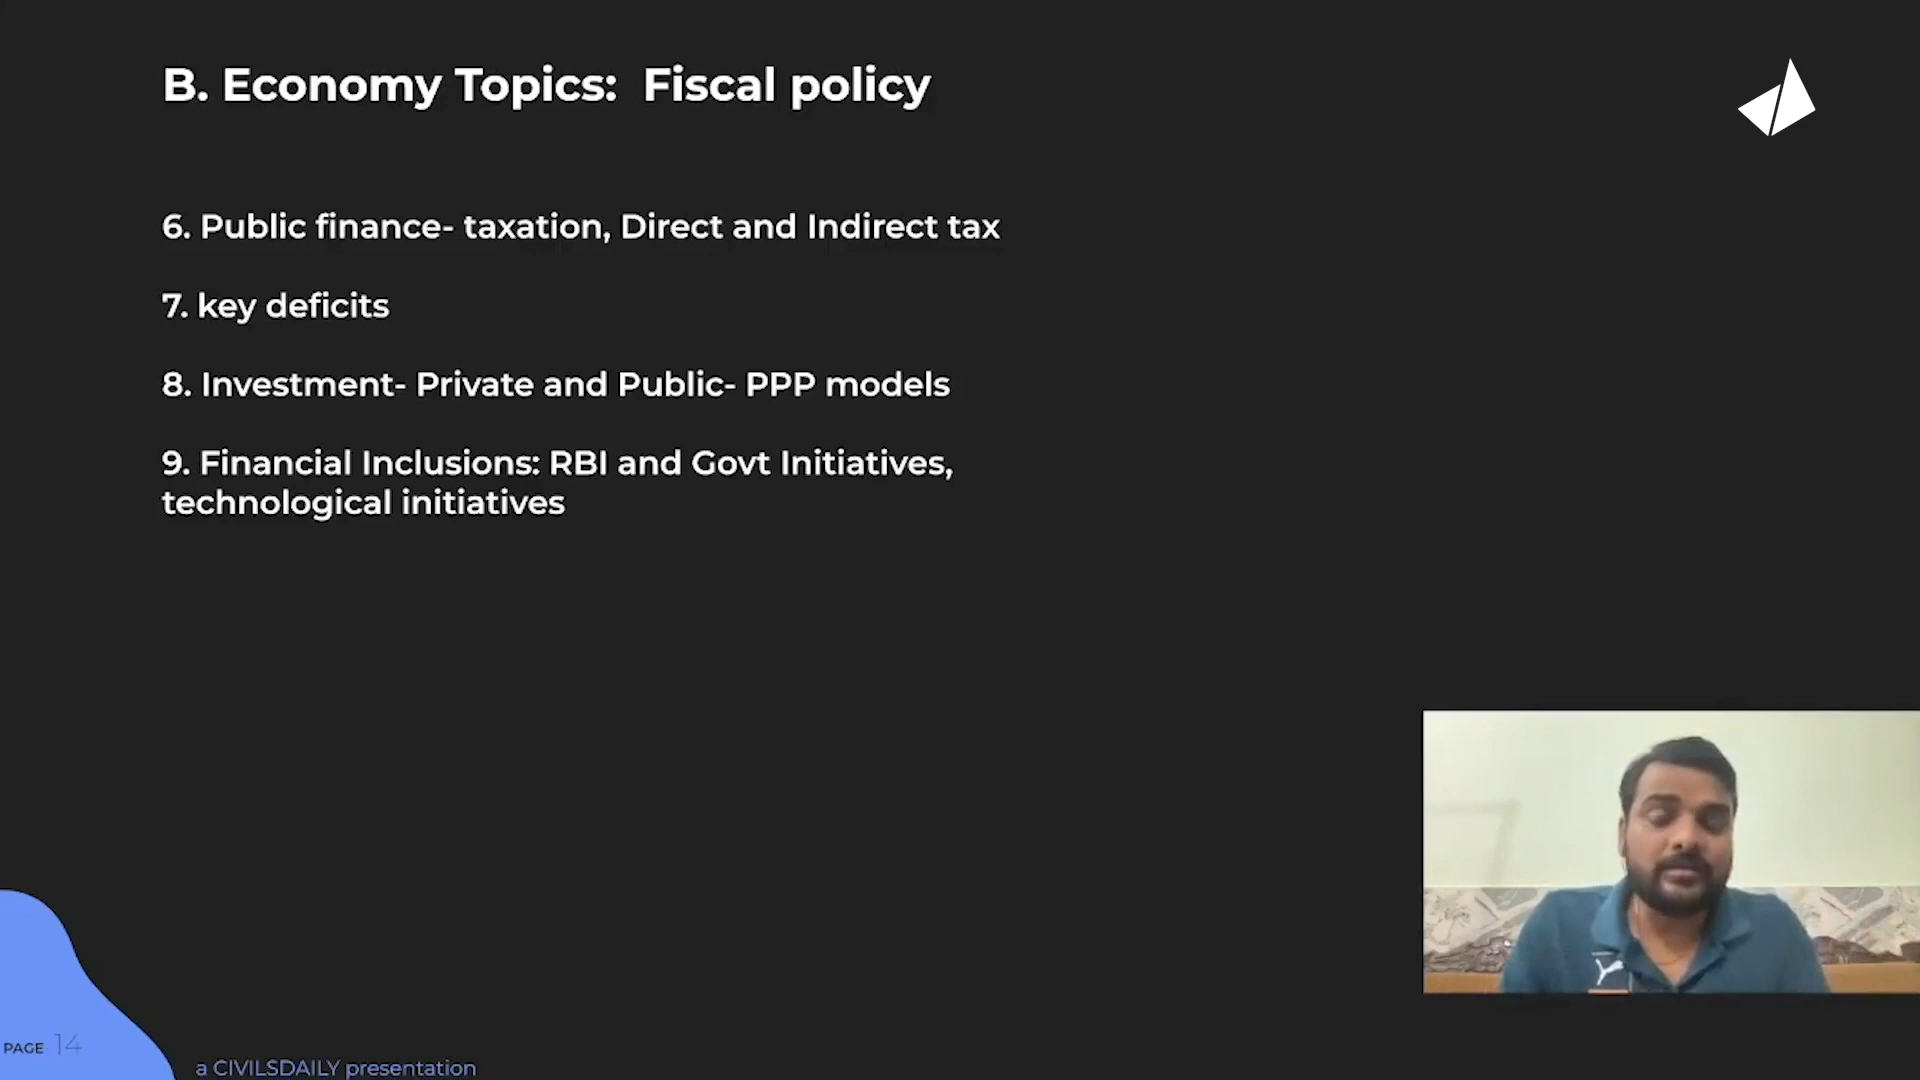 B. Economy Topics: Fiscal policy
6. Public finance- taxation, Direct and Indirect tax
7. key deficits
8. Investment- Private and Public- PPP models
9. Financial Inclusions: RBI and Govt Initiatives,
technological initiatives
PAGE 14
a CIVILSDAILY presentation